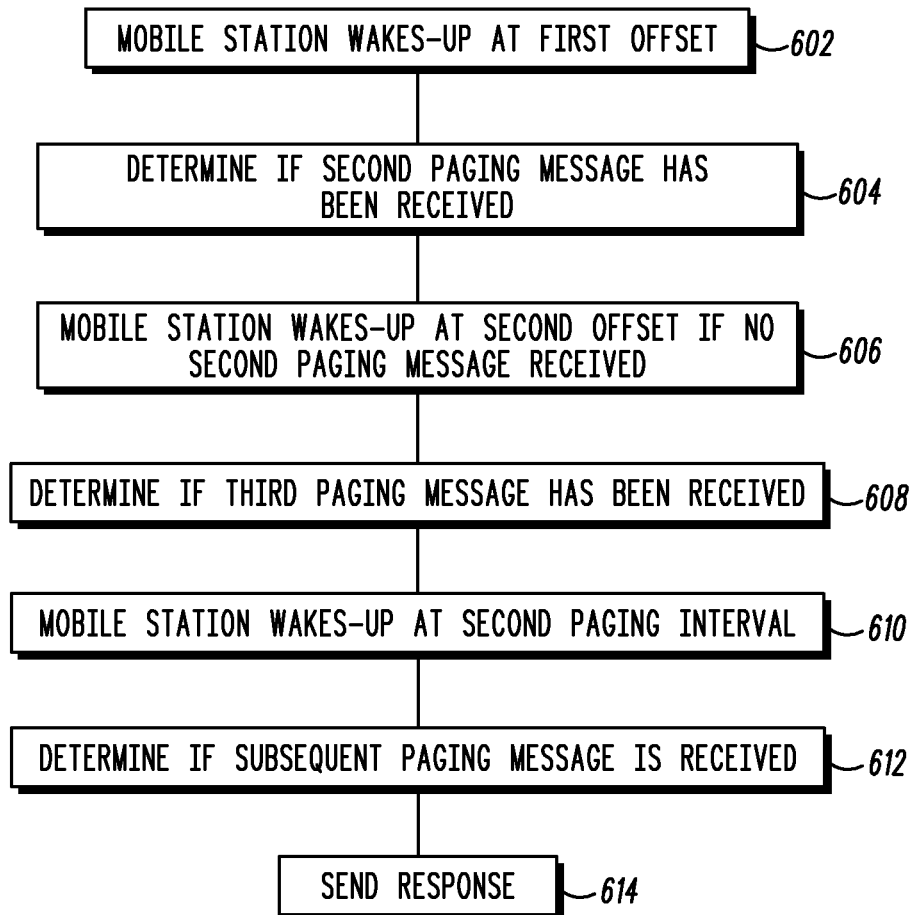 MOBILE STATION WAKES-UP AT FIRST OFFSET
602
DETERMINE IF SECOND PAGING MESSAGE HAS
BEEN RECEIVED
604
MOBILE STATION WAKES-UP AT SECOND OFFSET IF NO
SECOND PAGING MESSAGE RECEIVED
606
DETERMINE IF THIRD PAGING MESSAGE HAS BEEN RECEIVED
608
MOBILE STATION WAKES-UP AT SECOND PAGING INTERVAL
610
DETERMINE IF SUBSEQUENT PAGING MESSAGE IS RECEIVED
612
SEND RESPONSE
614